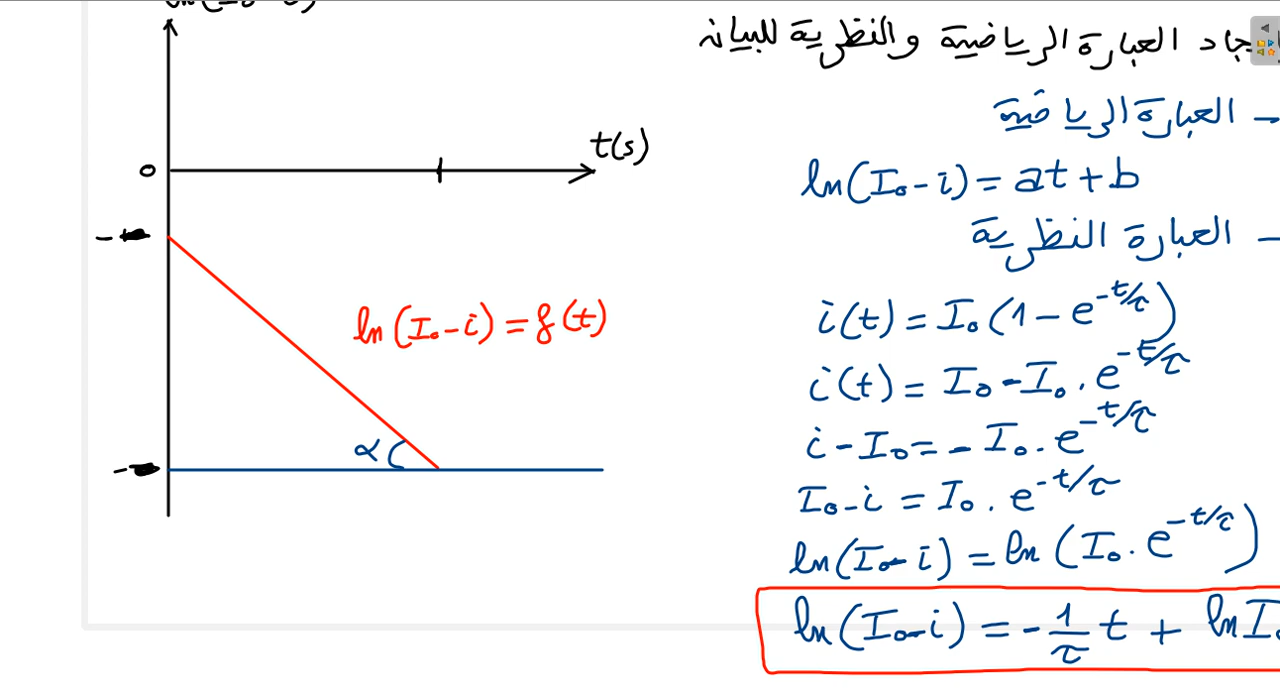 جاد العبارة الرياضية والنظرية للبيان
- العبارة الرياضية
ln(I₀-i) = at + b
- العبارة النظرية
i(t) = I₀(1 - e^(-t/τ))
i(t) = I₀ - I₀ . e^(-t/τ)
i - I₀ = - I₀ . e^(-t/τ)
I₀ - i = I₀ . e^(-t/τ)
ln(I₀-i) = ln(I₀ . e^(-t/τ))
ln(I₀-i) = - 1/τ t + ln I₀
t(s)
0
ln(I₀-i) = f(t)
α